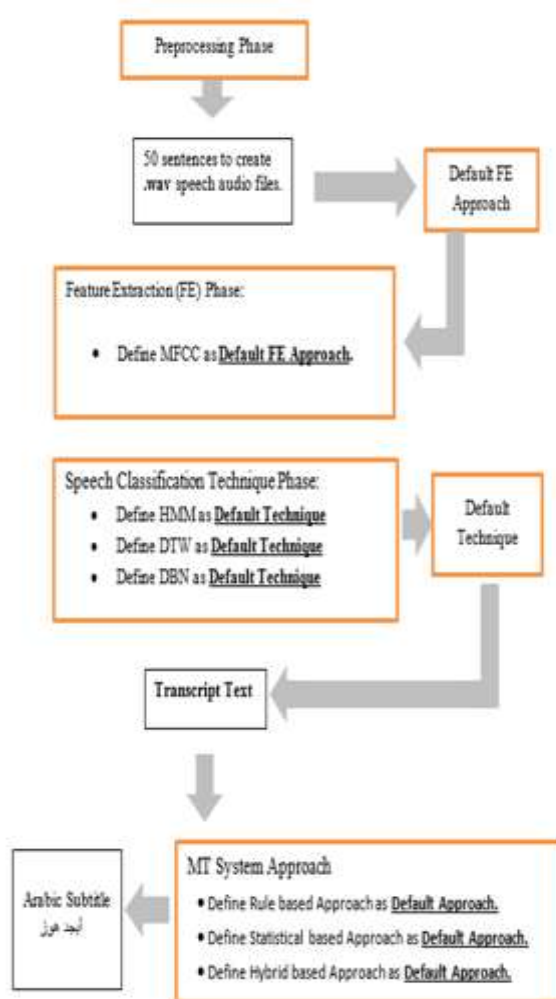 Preprocessing Phase
50 sentences to create
.wav speech audio files.
Default FE
Approach
Feature Extraction (FE) Phase:
• Define MFCC as Default FE Approach.
Speech Classification Technique Phase:
• Define HMM as Default Technique
• Define DTW as Default Technique
• Define DBN as Default Technique
Default
Technique
Transcript Text
MT System Approach
• Define Rule based Approach as Default Approach.
• Define Statistical based Approach as Default Approach.
• Define Hybrid based Approach as Default Approach.
Arabic Subtitle
أبجد هوز